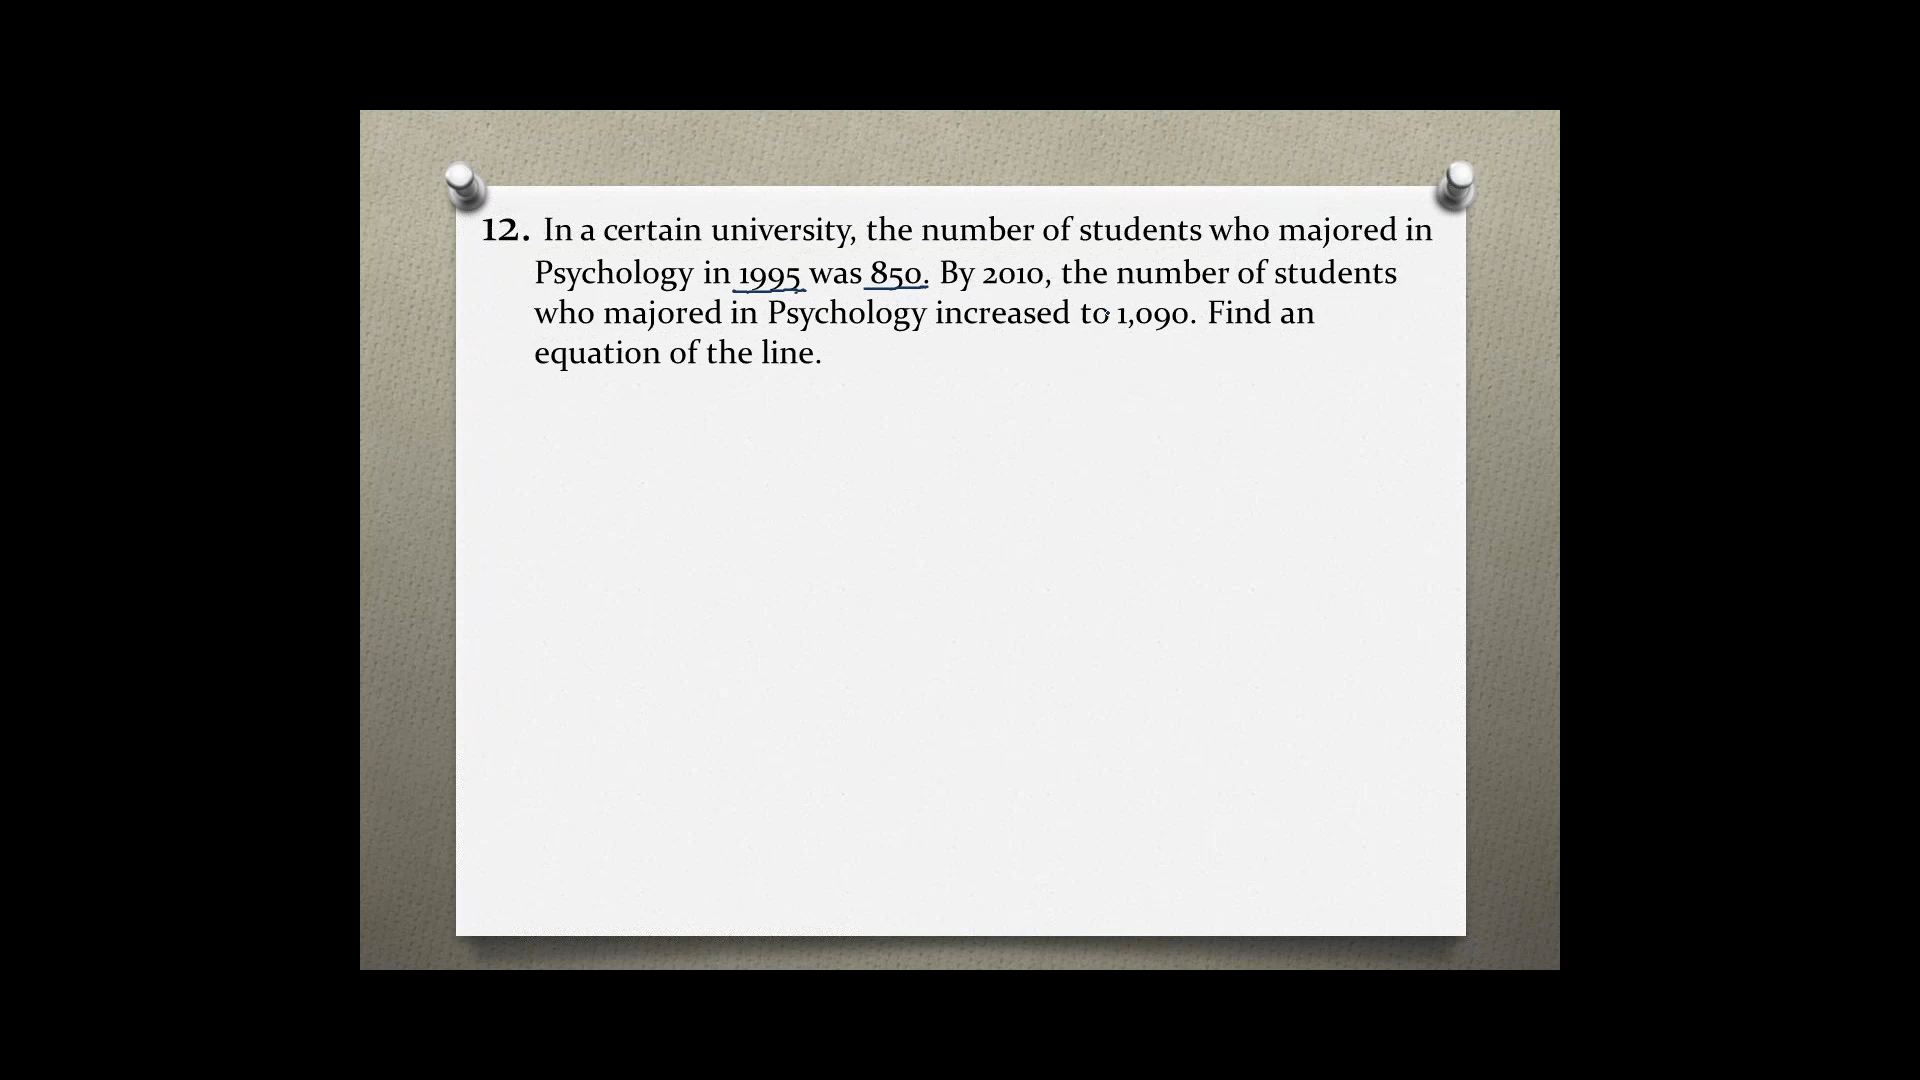 12. In a certain university, the number of students who majored in
Psychology in 1995 was 850. By 2010, the number of students
who majored in Psychology increased to 1,090. Find an
equation of the line.